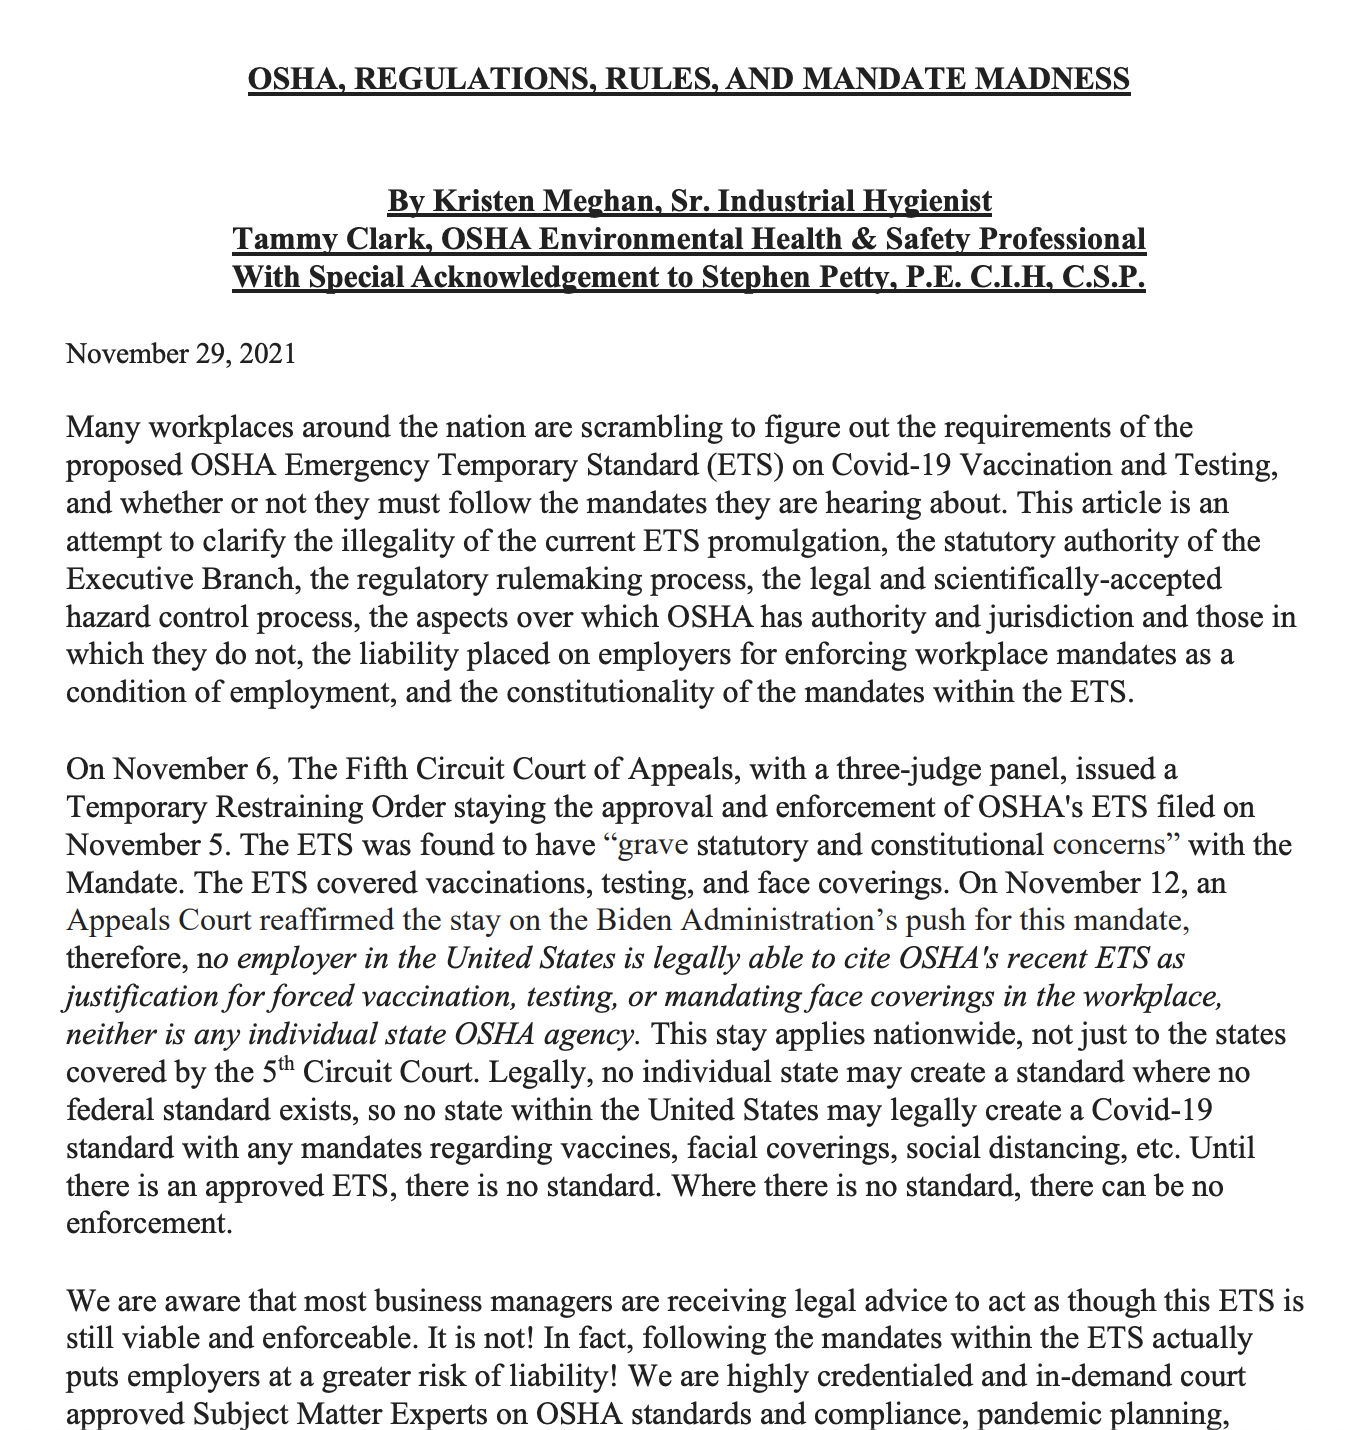 OSHA, REGULATIONS, RULES, AND MANDATE MADNESS
By Kristen Meghan, Sr. Industrial Hygienist
Tammy Clark, OSHA Environmental Health & Safety Professional
With Special Acknowledgement to Stephen Petty, P.E. C.I.H, C.S.P.
November 29, 2021
Many workplaces around the nation are scrambling to figure out the requirements of the
proposed OSHA Emergency Temporary Standard (ETS) on Covid-19 Vaccination and Testing,
and whether or not they must follow the mandates they are hearing about. This article is an
attempt to clarify the illegality of the current ETS promulgation, the statutory authority of the
Executive Branch, the regulatory rulemaking process, the legal and scientifically-accepted
hazard control process, the aspects over which OSHA has authority and jurisdiction and those in
which they do not, the liability placed on employers for enforcing workplace mandates as a
condition of employment, and the constitutionality of the mandates within the ETS.
On November 6, The Fifth Circuit Court of Appeals, with a three-judge panel, issued a
Temporary Restraining Order staying the approval and enforcement of OSHA's ETS filed on
November 5. The ETS was found to have “grave statutory and constitutional concerns” with the
Mandate. The ETS covered vaccinations, testing, and face coverings. On November 12, an
Appeals Court reaffirmed the stay on the Biden Administration’s push for this mandate,
therefore, no employer in the United States is legally able to cite OSHA's recent ETS as
justification for forced vaccination, testing, or mandating face coverings in the workplace,
neither is any individual state OSHA agency. This stay applies nationwide, not just to the states
covered by the 5th Circuit Court. Legally, no individual state may create a standard where no
federal standard exists, so no state within the United States may legally create a Covid-19
standard with any mandates regarding vaccines, facial coverings, social distancing, etc. Until
there is an approved ETS, there is no standard. Where there is no standard, there can be no
enforcement.
We are aware that most business managers are receiving legal advice to act as though this ETS is
still viable and enforceable. It is not! In fact, following the mandates within the ETS actually
puts employers at a greater risk of liability! We are highly credentialed and in-demand court
approved Subject Matter Experts on OSHA standards and compliance, pandemic planning,